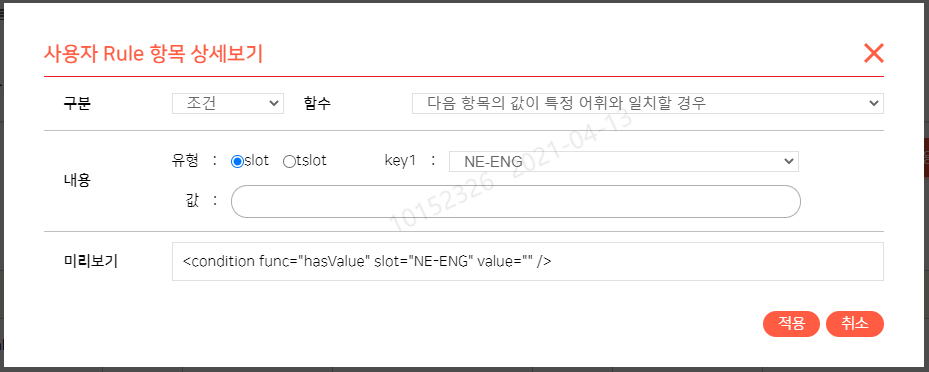 사용자 Rule 항목 상세보기
구분 조건 함수 다음 항목의 값이 특정 어휘와 일치할 경우
내용
유형 : slot tslot key1 : NE-ENG
값 :
10152326 2021-04-13
미리보기 <condition func="hasValue" slot="NE-ENG" value="" />
적용 취소